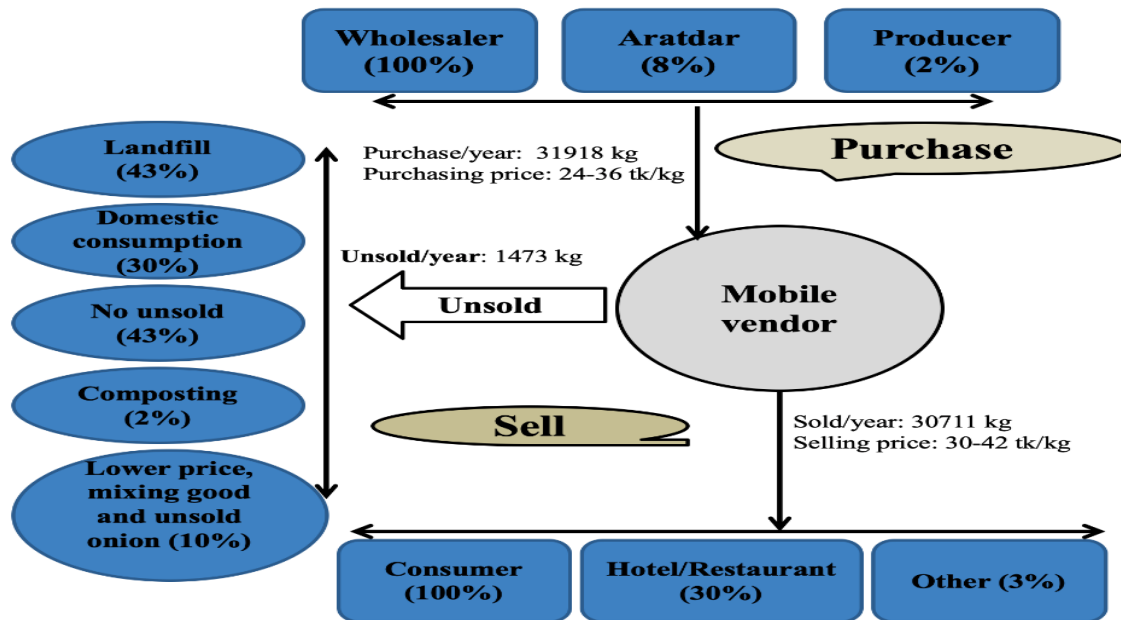 Wholesaler
(100%)
Aratdar
(8%)
Producer
(2%)
Purchase
Purchase/year: 31918 kg
Purchasing price: 24-36 tk/kg
Landfill
(43%)
Domestic
consumption
(30%)
No unsold
(43%)
Composting
(2%)
Lower price,
mixing good
and unsold
onion (10%)
Unsold/year: 1473 kg
Unsold
Mobile
vendor
Sell
Sold/year: 30711 kg
Selling price: 30-42 tk/kg
Consumer
(100%)
Hotel/Restaurant
(30%)
Other (3%)